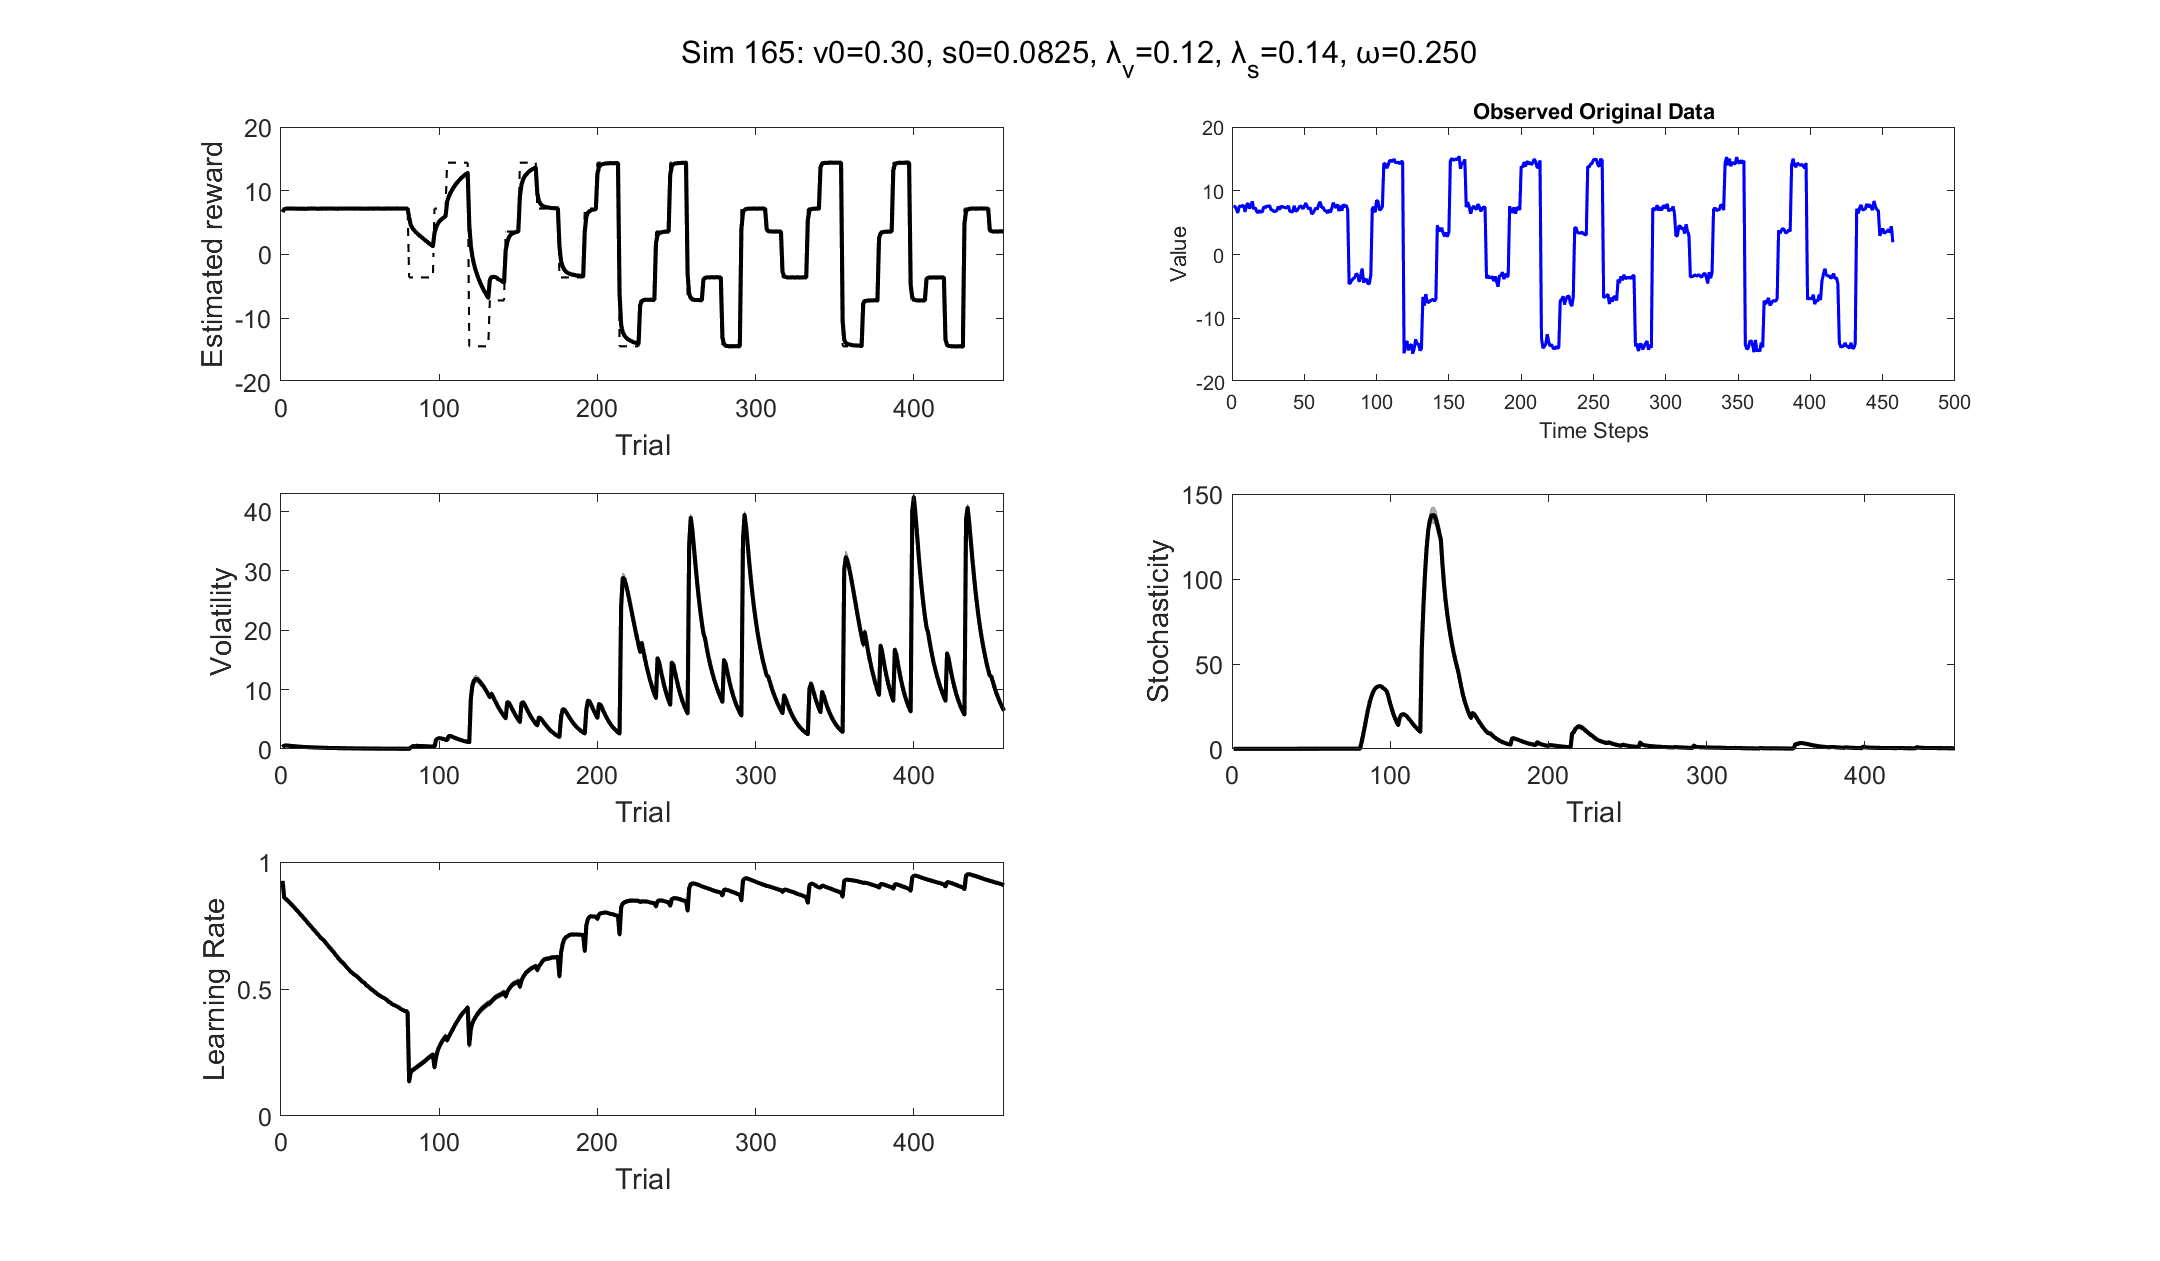 Sim 165: v0=0.30, s0=0.0825, λv=0.12, λs=0.14, ω=0.250
Estimated reward
20
10
0
-10
-20
0 100 200 300 400
Trial
Observed Original Data
Value
20
10
0
-10
-20
0 50 100 150 200 250 300 350 400 450 500
Time Steps
Volatility
40
30
20
10
0
0 100 200 300 400
Trial
Stochasticity
150
100
50
0
0 100 200 300 400
Trial
Learning Rate
1
0.5
0
0 100 200 300 400
Trial